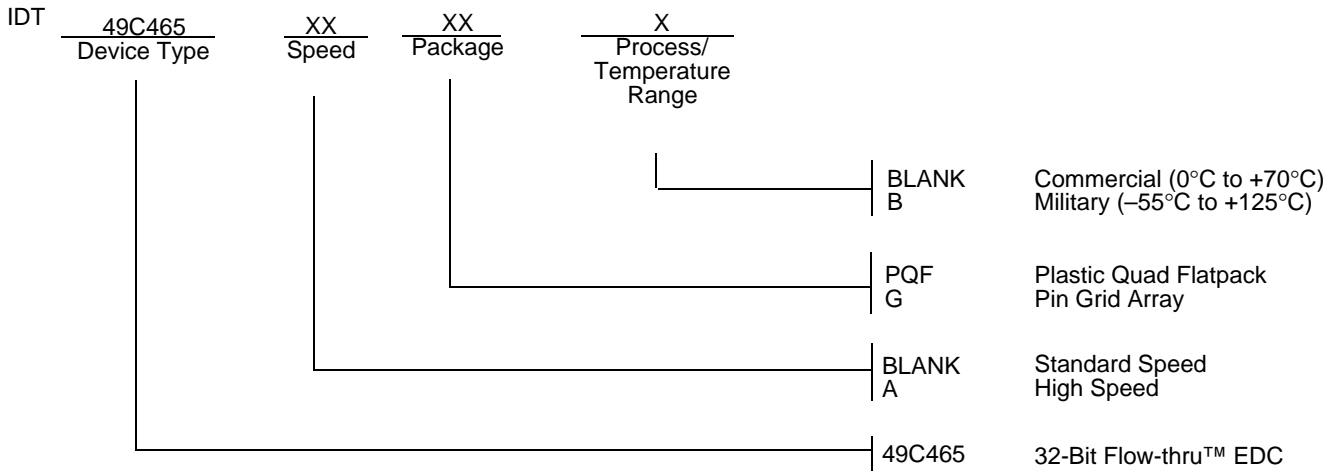 IDT 49C465 XX XX X
Device Type Speed Package Process/
Temperature
Range
BLANK Commercial (0°C to +70°C)
B Military (–55°C to +125°C)
PQF Plastic Quad Flatpack
G Pin Grid Array
BLANK Standard Speed
A High Speed
49C465 32-Bit Flow-thru™ EDC